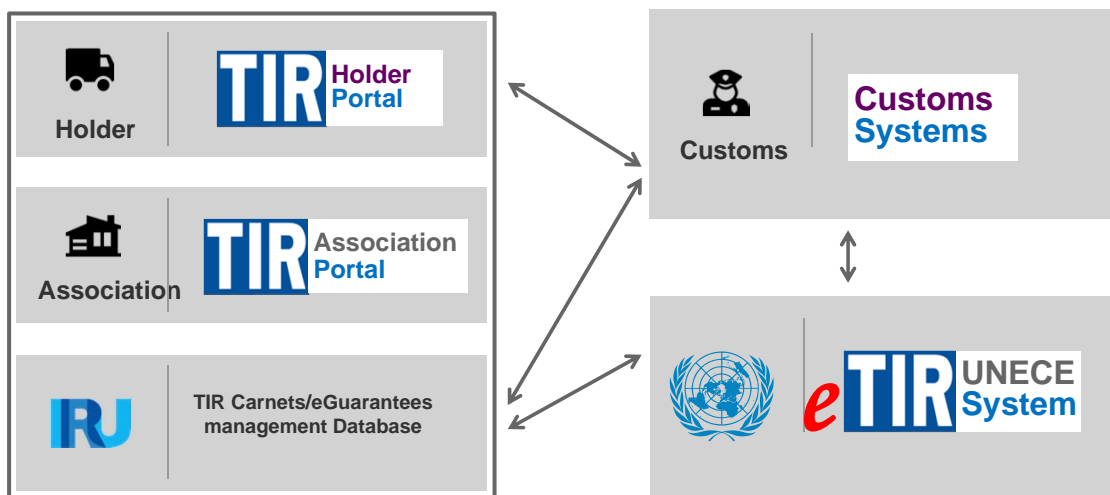 TIR Holder
Portal
Holder
TIR Association
Portal
Association
IRU
TIR Carnets/eGuarantees
management Database
Customs
Systems
Customs
eTIR UNECE
System